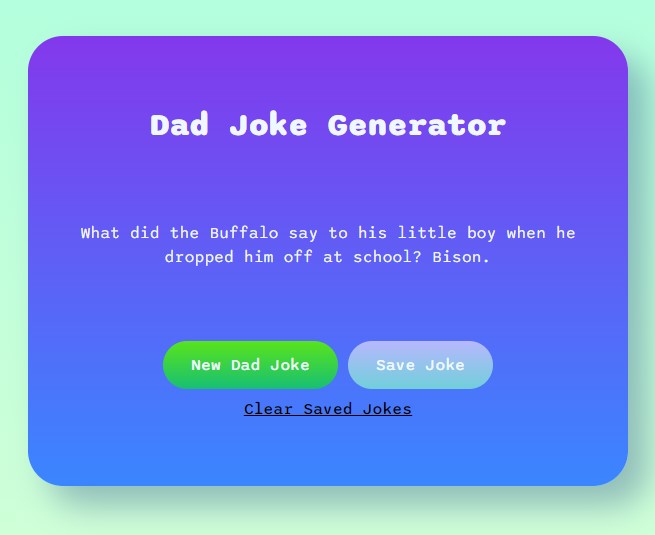 Dad Joke Generator
What did the Buffalo say to his little boy when he
dropped him off at school? Bison.
New Dad Joke
Save Joke
Clear Saved Jokes